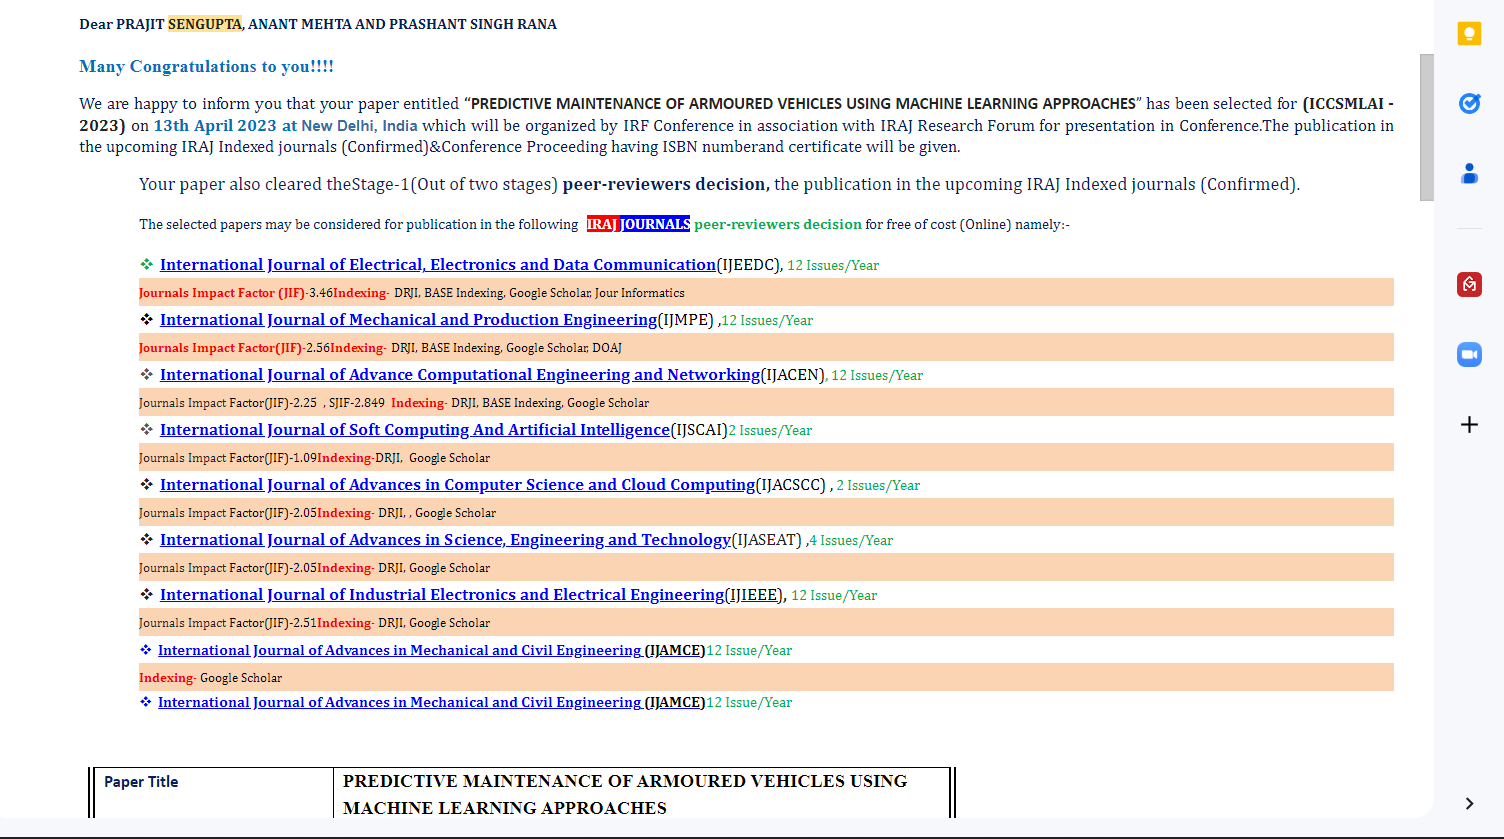 Dear PRAJIT SENGUPTA, ANANT MEHTA AND PRASHANT SINGH RANA
Many Congratulations to you!!!!
We are happy to inform you that your paper entitled “PREDICTIVE MAINTENANCE OF ARMOURED VEHICLES USING MACHINE LEARNING APPROACHES” has been selected for (ICCSMLAI -
2023) on 13th April 2023 at New Delhi, India which will be organized by IRF Conference in association with IRAJ Research Forum for presentation in Conference.The publication in
the upcoming IRAJ Indexed journals (Confirmed)&Conference Proceeding having ISBN numberand certificate will be given.
Your paper also cleared theStage-1(Out of two stages) peer-reviewers decision, the publication in the upcoming IRAJ Indexed journals (Confirmed).
The selected papers may be considered for publication in the following IRAJ JOURNALS peer-reviewers decision for free of cost (Online) namely:-
❖ International Journal of Electrical, Electronics and Data Communication(IJEEDC), 12 Issues/Year
Journals Impact Factor (JIF)-3.46Indexing- DRJI, BASE Indexing, Google Scholar, Jour Informatics
❖ International Journal of Mechanical and Production Engineering(IJMPE) ,12 Issues/Year
Journals Impact Factor(JIF)-2.56Indexing- DRJI, BASE Indexing, Google Scholar, DOAJ
❖ International Journal of Advance Computational Engineering and Networking(IJACEN), 12 Issues/Year
Journals Impact Factor(JIF)-2.25 , SJIF-2.849 Indexing- DRJI, BASE Indexing, Google Scholar
❖ International Journal of Soft Computing And Artificial Intelligence(IJSCAI)2 Issues/Year
Journals Impact Factor(JIF)-1.09Indexing-DRJI, Google Scholar
❖ International Journal of Advances in Computer Science and Cloud Computing(IJACSCC) , 2 Issues/Year
Journals Impact Factor(JIF)-2.05Indexing- DRJI, , Google Scholar
❖ International Journal of Advances in Science, Engineering and Technology(IJASEAT) ,4 Issues/Year
Journals Impact Factor(JIF)-2.05Indexing- DRJI, Google Scholar
❖ International Journal of Industrial Electronics and Electrical Engineering(IJIEEE), 12 Issue/Year
Journals Impact Factor(JIF)-2.51Indexing- DRJI, Google Scholar
❖ International Journal of Advances in Mechanical and Civil Engineering (IJAMCE)12 Issue/Year
Indexing- Google Scholar
❖ International Journal of Advances in Mechanical and Civil Engineering (IJAMCE)12 Issue/Year
Paper Title
PREDICTIVE MAINTENANCE OF ARMOURED VEHICLES USING
MACHINE LEARNING APPROACHES